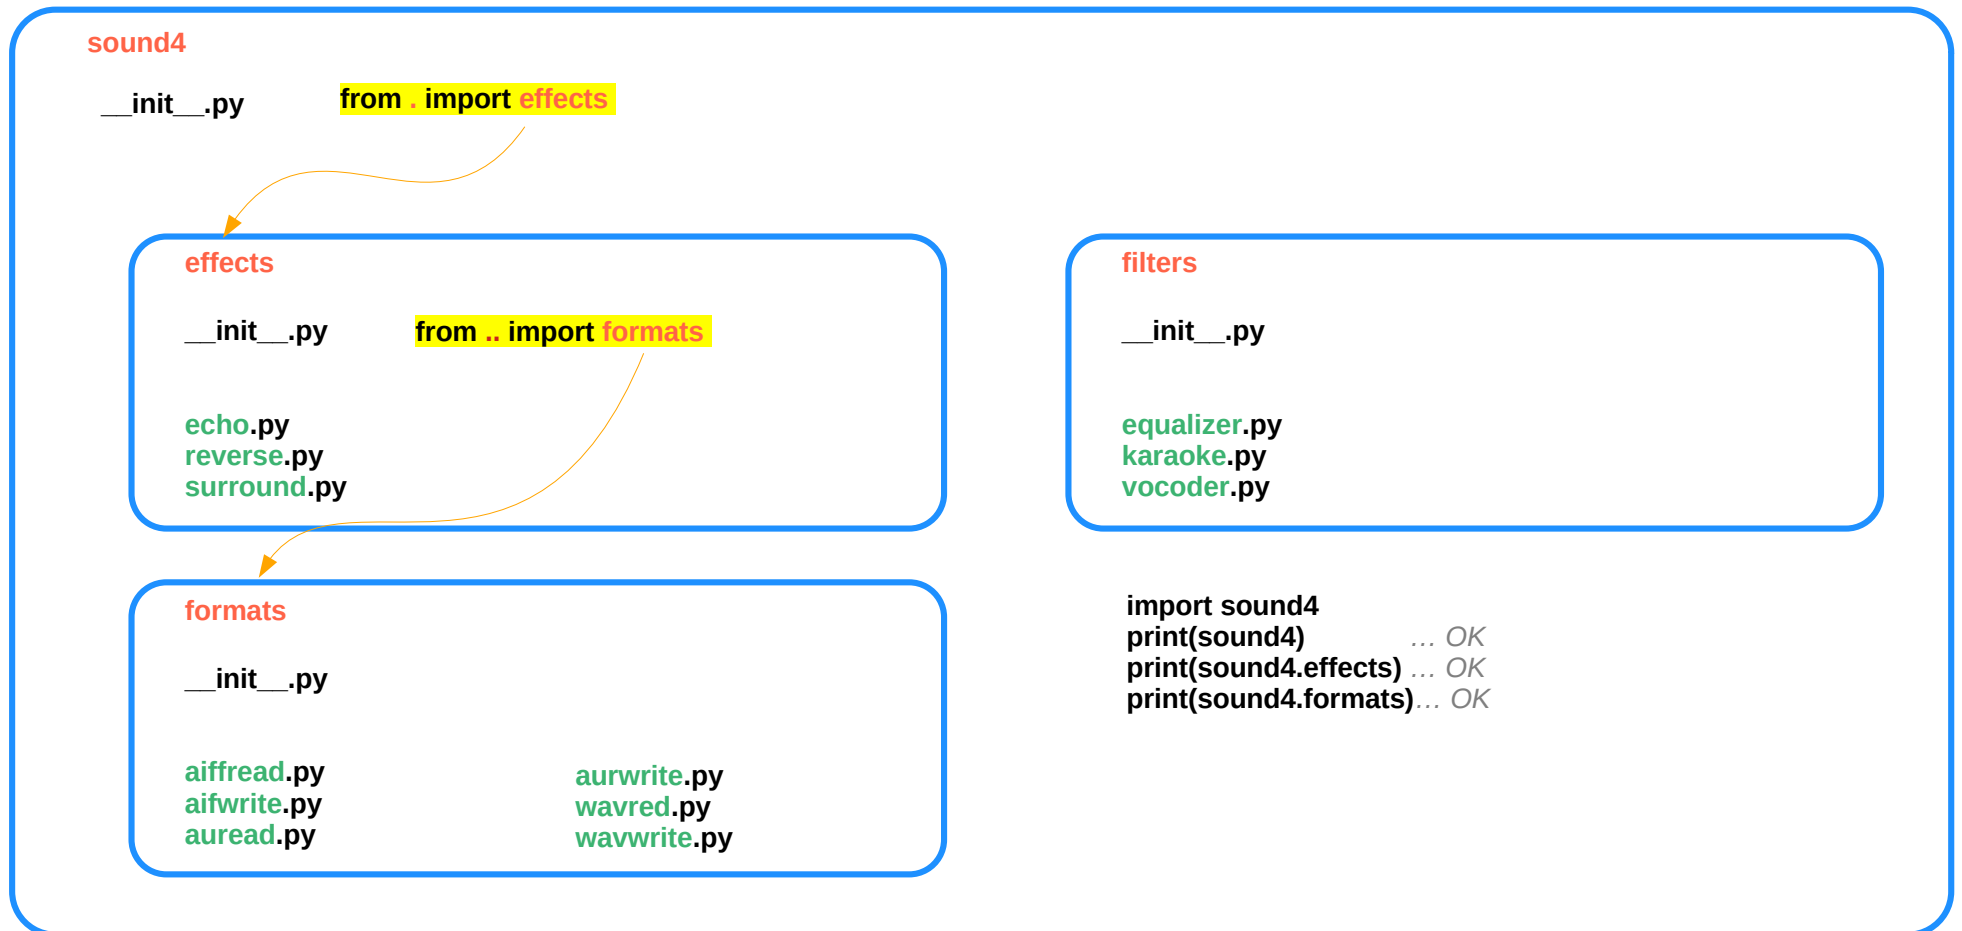 sound4
__init__.py
from . import effects
effects
__init__.py
from .. import formats
echo.py
reverse.py
surround.py
filters
__init__.py
equalizer.py
karaoke.py
vocoder.py
formats
__init__.py
aiffread.py
aifwrite.py
auread.py
aurwrite.py
wavred.py
wavwrite.py
import sound4
print(sound4) … OK
print(sound4.effects) … OK
print(sound4.formats)… OK